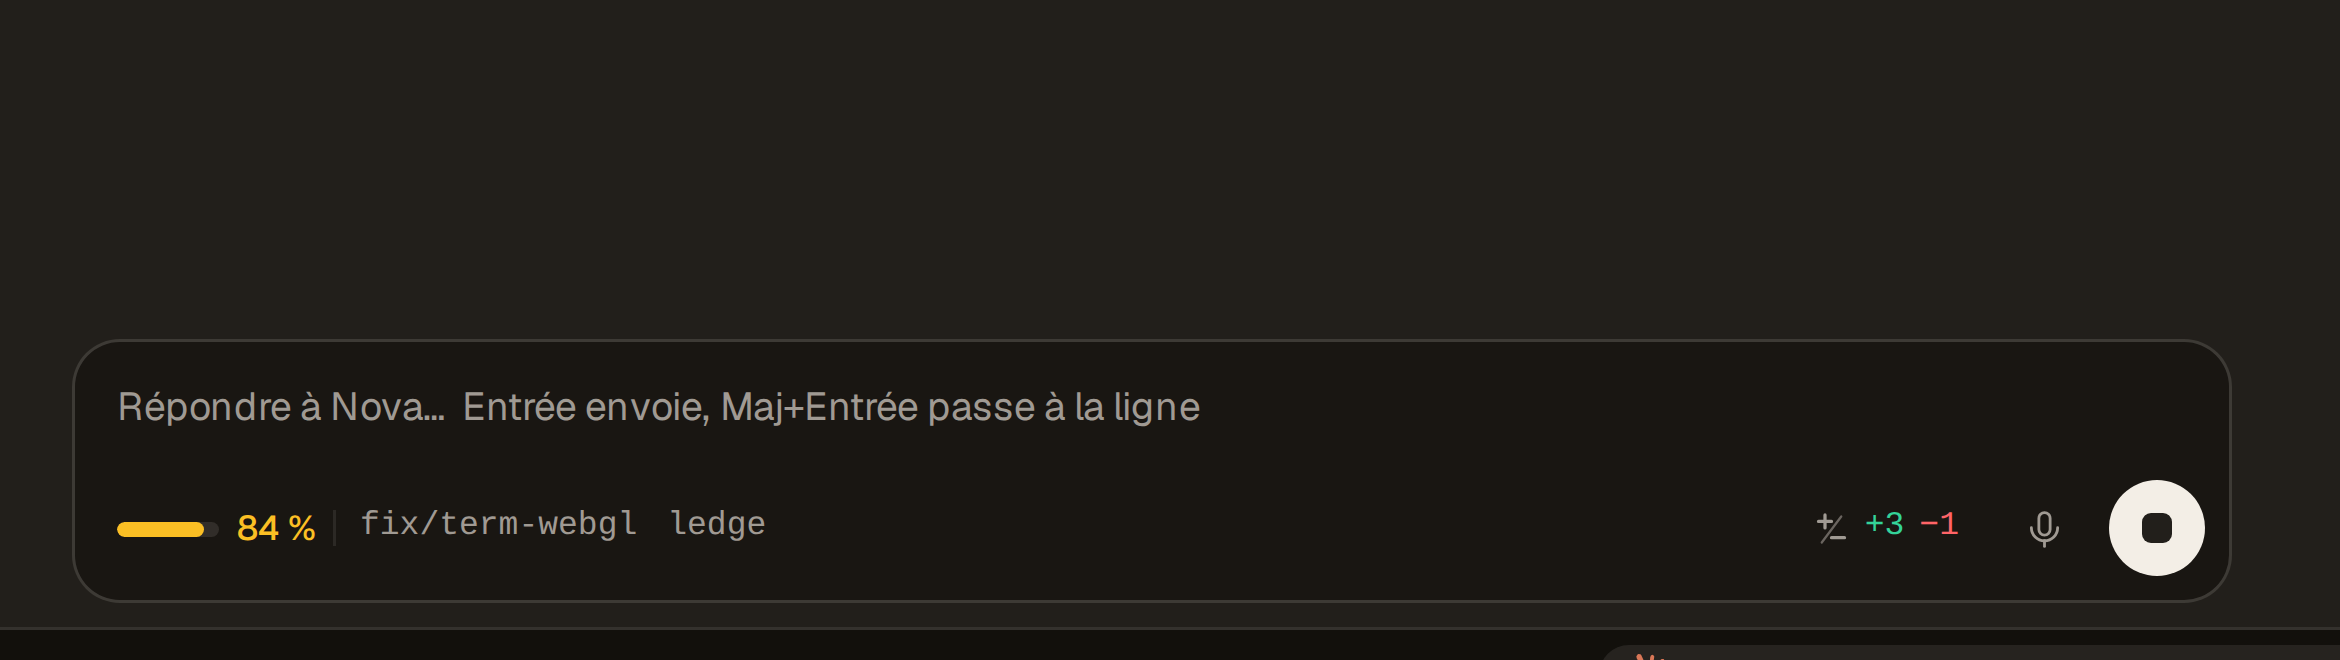 Répondre à Nova… Entrée envoie, Maj+Entrée passe à la ligne
84 % fix/term-webgl ledge +3 −1